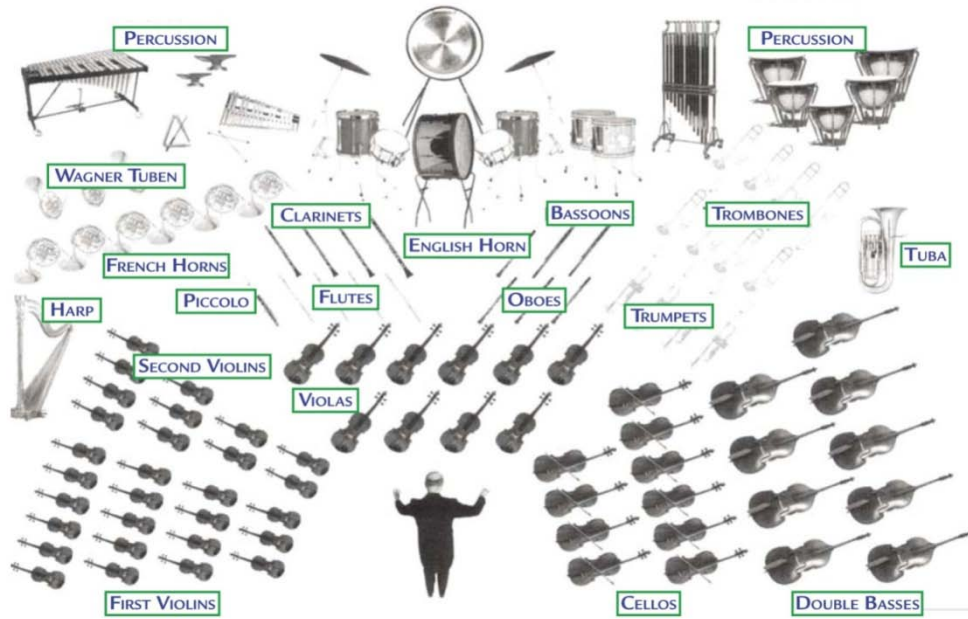 PERCUSSION
PERCUSSION
WAGNER TUBEN
CLARINETS
BASSOONS
TROMBONES
ENGLISH HORN
TUBA
FRENCH HORNS
PICCOLO
FLUTES
OBOES
HARP
TRUMPETS
SECOND VIOLINS
VIOLAS
FIRST VIOLINS
CELLOS
DOUBLE BASSES